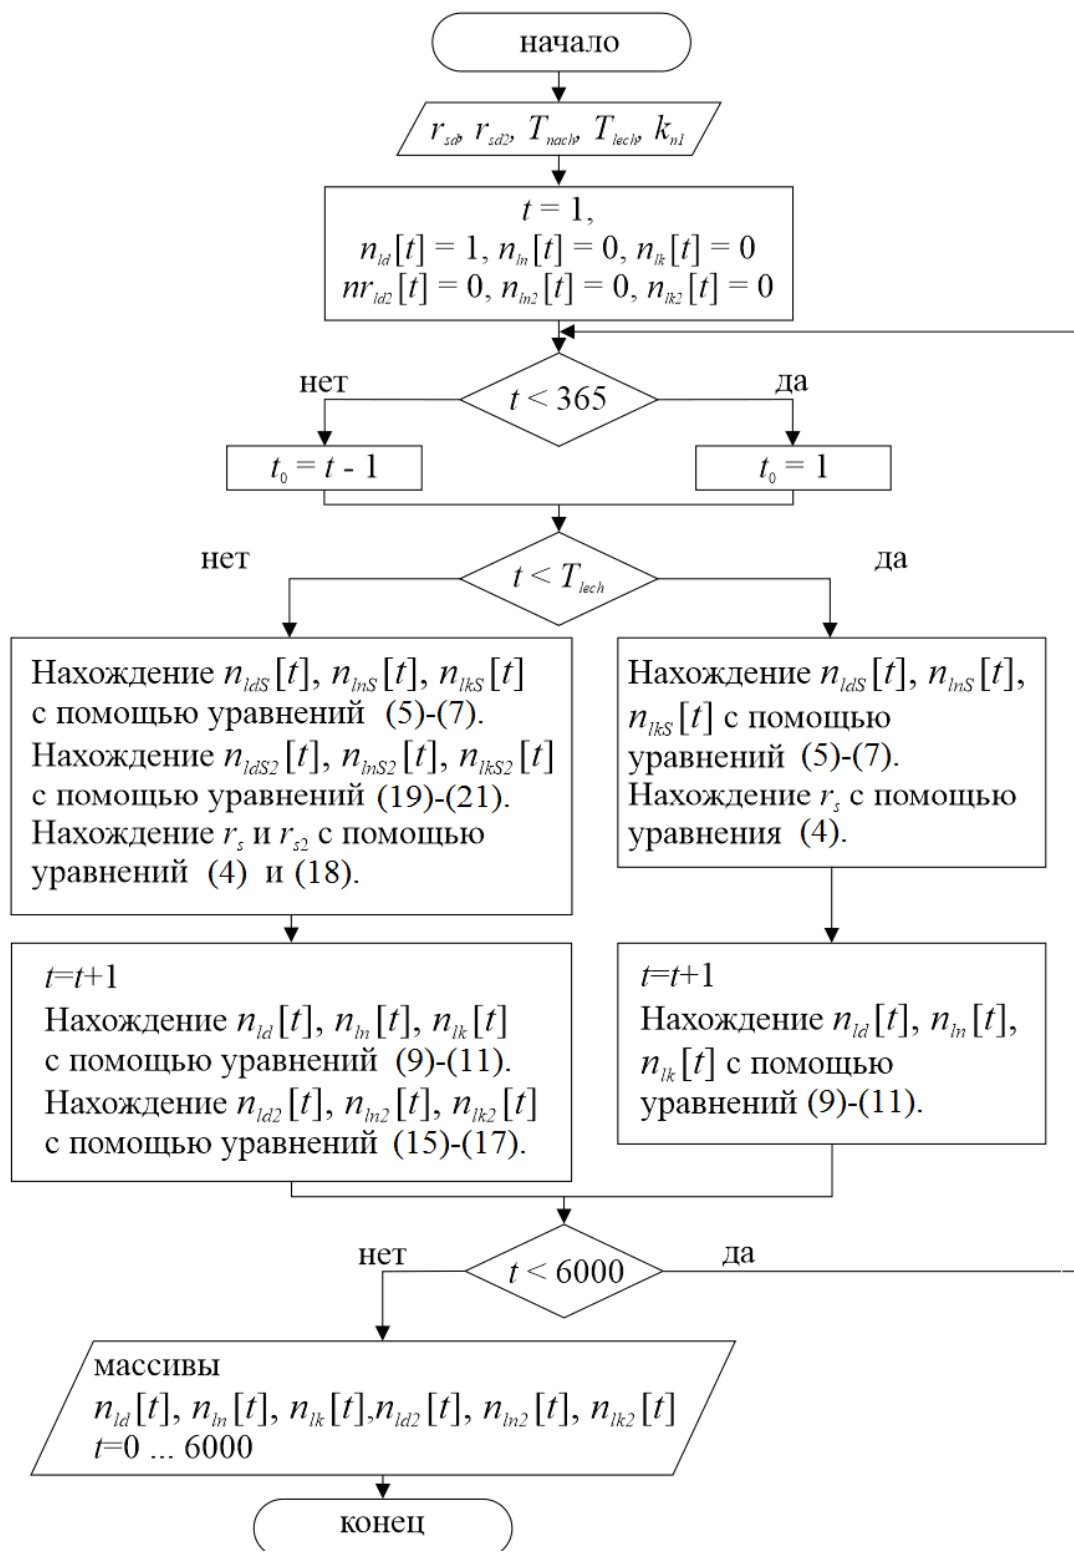 начало
r_sd, r_sd2, T_nach, T_lech, k_n1
t = 1,
n_ld[t] = 1, n_ln[t] = 0, n_lk[t] = 0
nr_ld2[t] = 0, n_ln2[t] = 0, n_lk2[t] = 0
нет
да
t < 365
t_0 = t - 1
t_0 = 1
нет
да
t < T_lech
Нахождение n_ldS[t], n_lnS[t], n_lkS[t]
с помощью уравнений (5)-(7).
Нахождение n_ldS2[t], n_lnS2[t], n_lkS2[t]
с помощью уравнений (19)-(21).
Нахождение r_s и r_s2 с помощью
уравнений (4) и (18).
Нахождение n_ldS[t], n_lnS[t],
n_lkS[t] с помощью
уравнений (5)-(7).
Нахождение r_s с помощью
уравнения (4).
t=t+1
Нахождение n_ld[t], n_ln[t], n_lk[t]
с помощью уравнений (9)-(11).
Нахождение n_ld2[t], n_ln2[t], n_lk2[t]
с помощью уравнений (15)-(17).
t=t+1
Нахождение n_ld[t], n_ln[t],
n_lk[t] с помощью
уравнений (9)-(11).
нет
да
t < 6000
массивы
n_ld[t], n_ln[t], n_lk[t],n_ld2[t], n_ln2[t], n_lk2[t]
t=0 ... 6000
конец